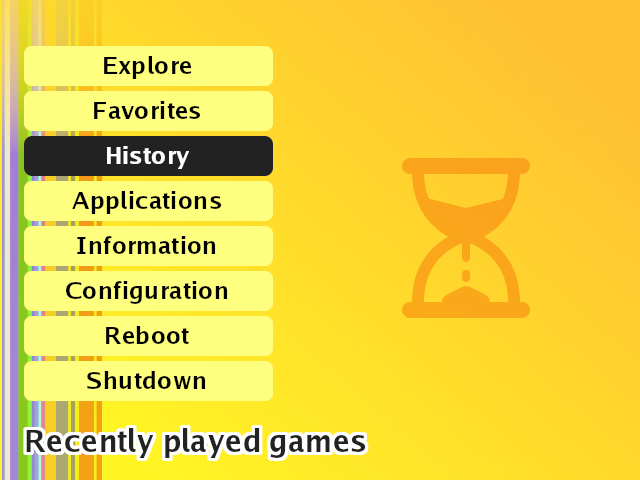 Explore
Favorites
History
Applications
Information
Configuration
Reboot
Shutdown
Recently played games